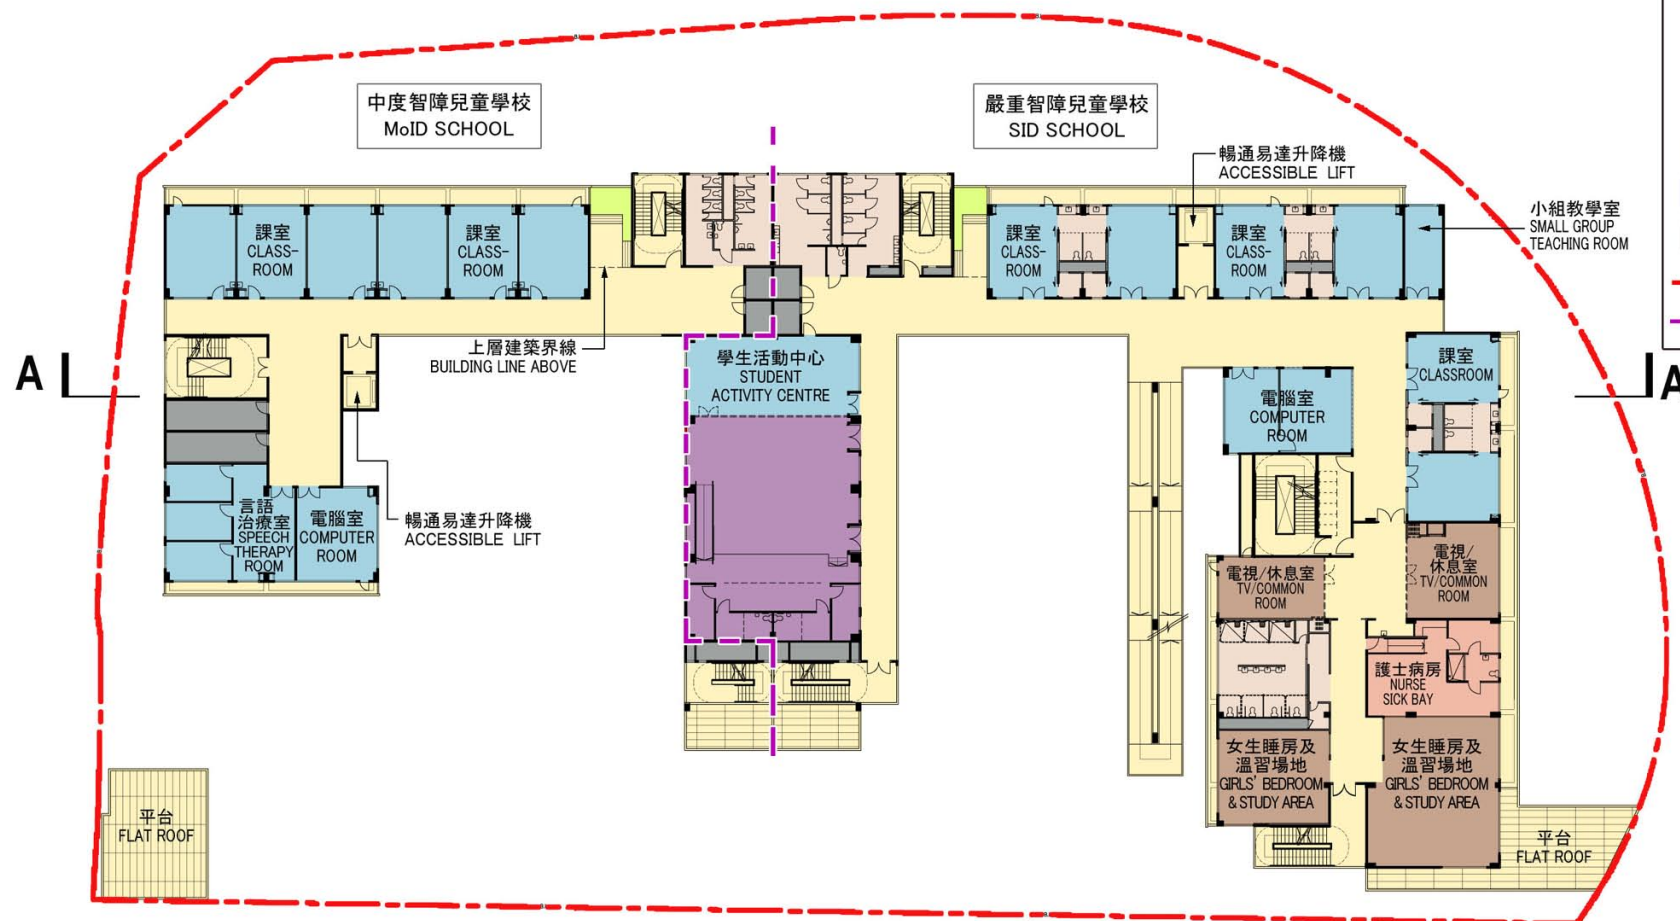 中度智障兒童學校
MoID SCHOOL
嚴重智障兒童學校
SID SCHOOL
暢通易達升降機
ACCESSIBLE LIFT
小組教學室
SMALL GROUP
TEACHING ROOM
課室
CLASS-
ROOM
課室
CLASS-
ROOM
課室
CLASS-
ROOM
課室
CLASS-
ROOM
上層建築界線
BUILDING LINE ABOVE
學生活動中心
STUDENT
ACTIVITY CENTRE
課室
CLASSROOM
A
A
電腦室
COMPUTER
ROOM
言語
治療室
SPEECH
THERAPY
ROOM
電腦室
COMPUTER
ROOM
暢通易達升降機
ACCESSIBLE LIFT
電視/休息室
TV/COMMON
ROOM
電視/
休息室
TV/COMMON
ROOM
護士病房
NURSE
SICK BAY
女生睡房及
溫習場地
GIRLS' BEDROOM
& STUDY AREA
女生睡房及
溫習場地
GIRLS' BEDROOM
& STUDY AREA
平台
FLAT ROOF
平台
FLAT ROOF